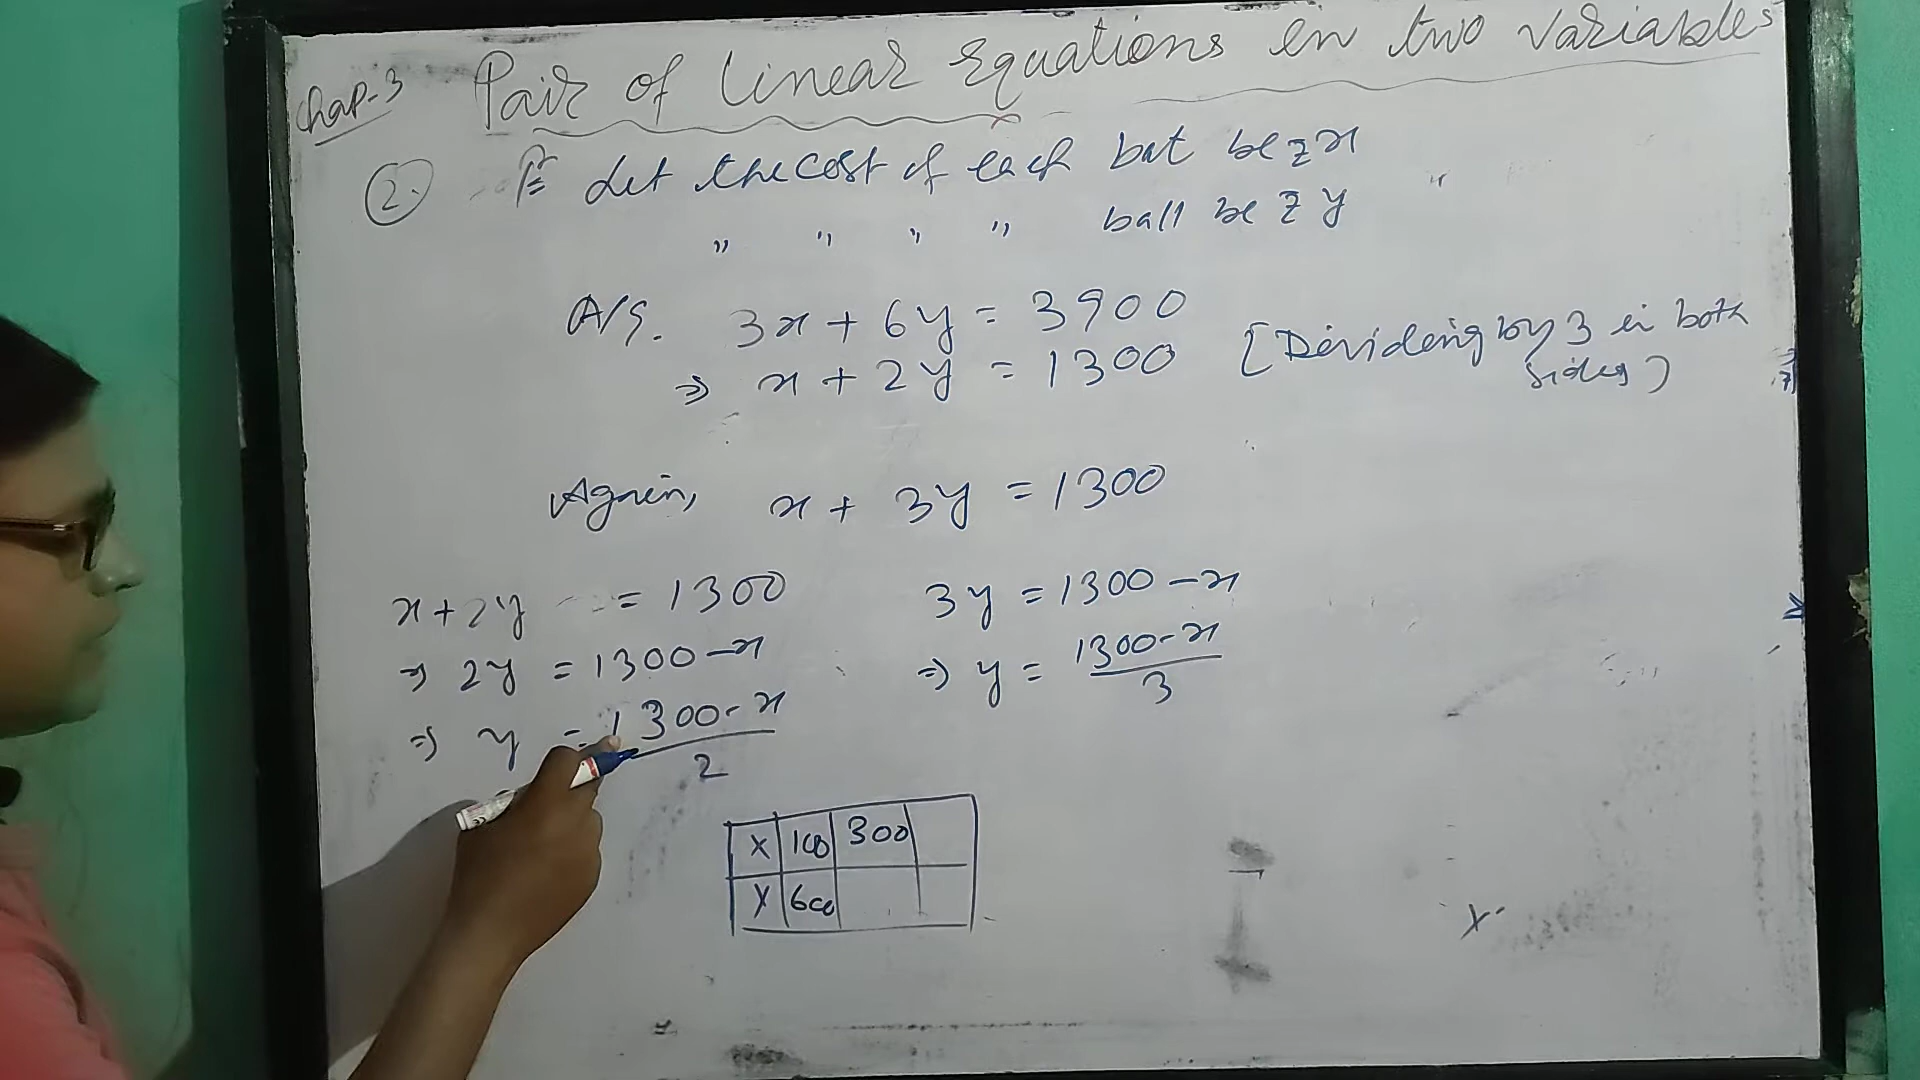 Chap-3 Pair of Linear Equations in two variables
2. Let the cost of each bat be ₹ x
" " " " ball be ₹ y
A/S. 3x + 6y = 3900
⇒ x + 2y = 1300 [Dividing by 3 in both sides]
Again, x + 3y = 1300
x + 2y = 1300
⇒ 2y = 1300 - x
⇒ y = 1300 - x / 2
3y = 1300 - x
⇒ y = 1300 - x / 3
X 100 300
Y 600